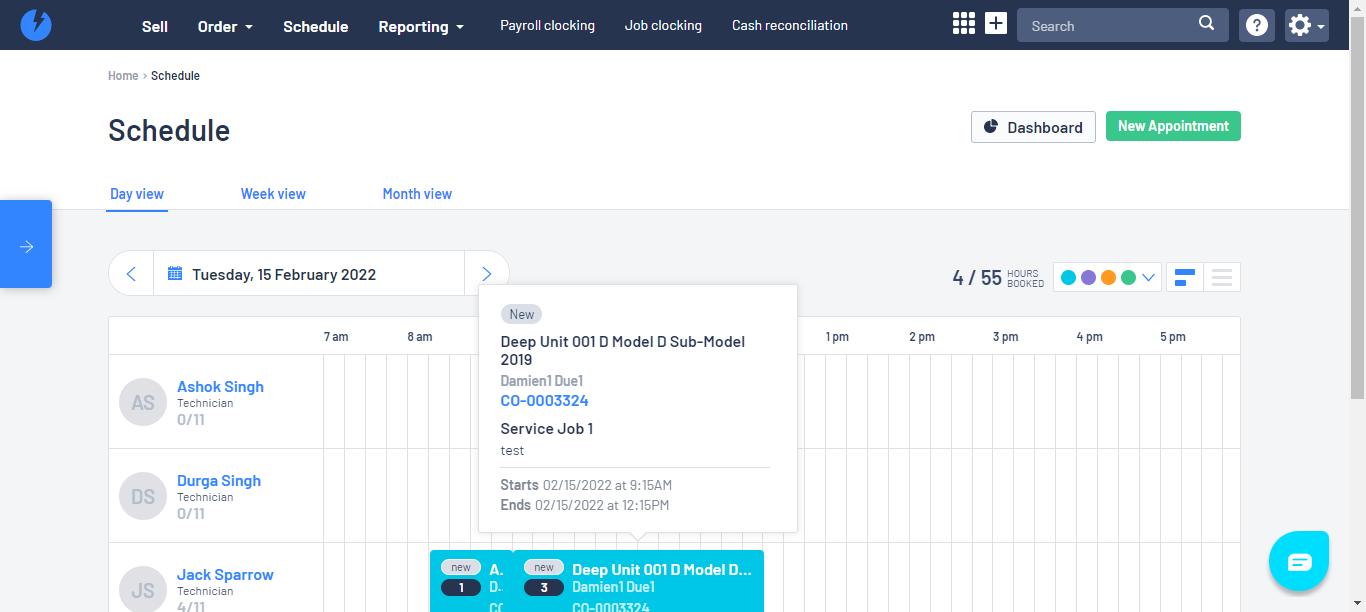 Sell Order Schedule Reporting Payroll clocking Job clocking Cash reconciliation Search
Home › Schedule
Schedule
Dashboard New Appointment
Day view Week view Month view
Tuesday, 15 February 2022
4 / 55 HOURS BOOKED
7 am 8 am 1 pm 2 pm 3 pm 4 pm 5 pm
New
Deep Unit 001 D Model D Sub-Model
2019
Damien1 Due1
CO-0003324
Service Job 1
test
Starts 02/15/2022 at 9:15AM
Ends 02/15/2022 at 12:15PM
AS Ashok Singh
Technician
0/11
DS Durga Singh
Technician
0/11
JS Jack Sparrow
Technician
4/11
new A.
1 D..
CO
new Deep Unit 001 D Model D...
3 Damien1 Due1
CO-0003324